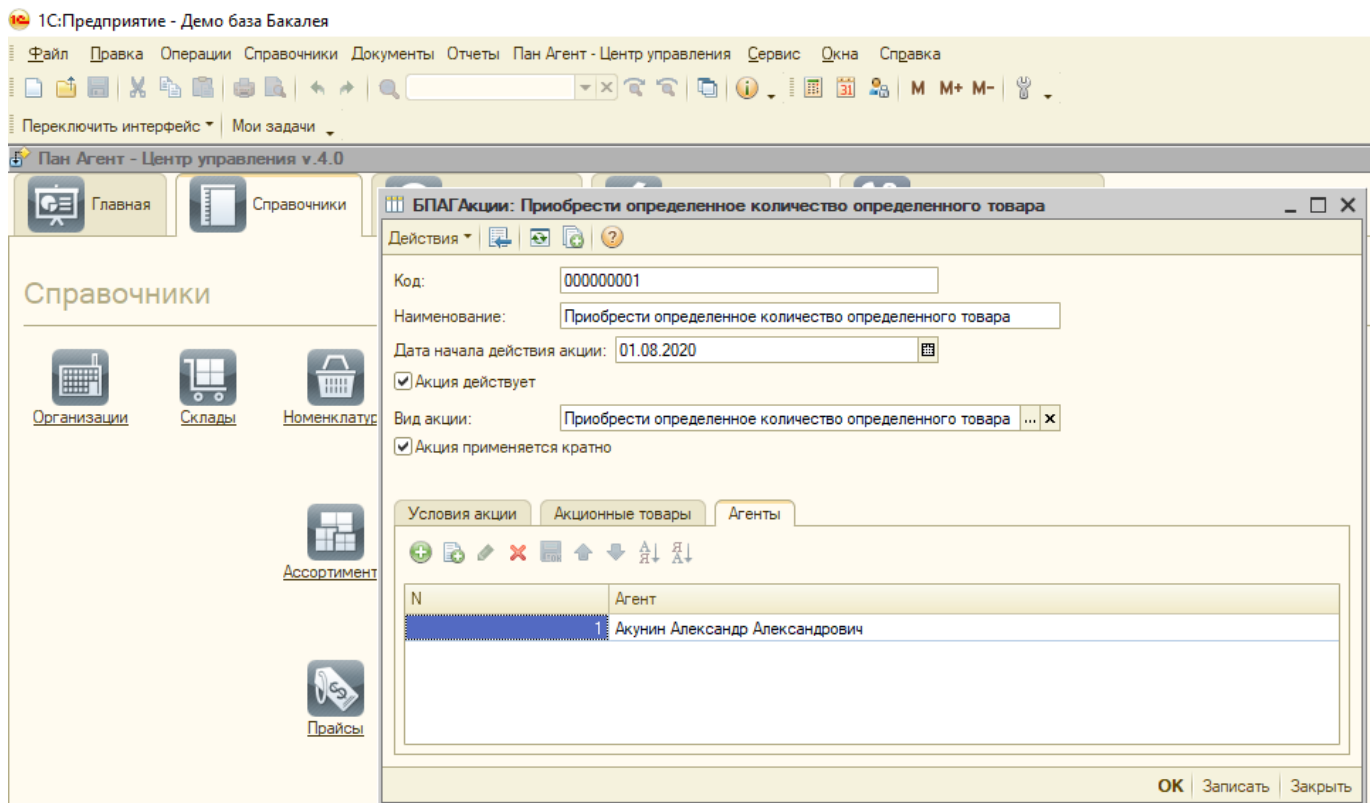 1С:Предприятие - Демо база Бакалея
Файл Правка Операции Справочники Документы Отчеты Пан Агент - Центр управления Сервис Окна Справка
M M+ M-
Переключить интерфейс Мои задачи
Пан Агент - Центр управления v.4.0
Главная
Справочники
БПАГАкции: Приобрести определенное количество определенного товара
Действия
Справочники
Код: 000000001
Наименование: Приобрести определенное количество определенного товара
Дата начала действия акции: 01.08.2020
Акция действует
Организации Склады Номенклатур
Вид акции: Приобрести определенное количество определенного товара ... x
Акция применяется кратно
Условия акции Акционные товары Агенты
Ассортимент
N Агент
1 Акунин Александр Александрович
Прайсы
OK Записать Закрыть